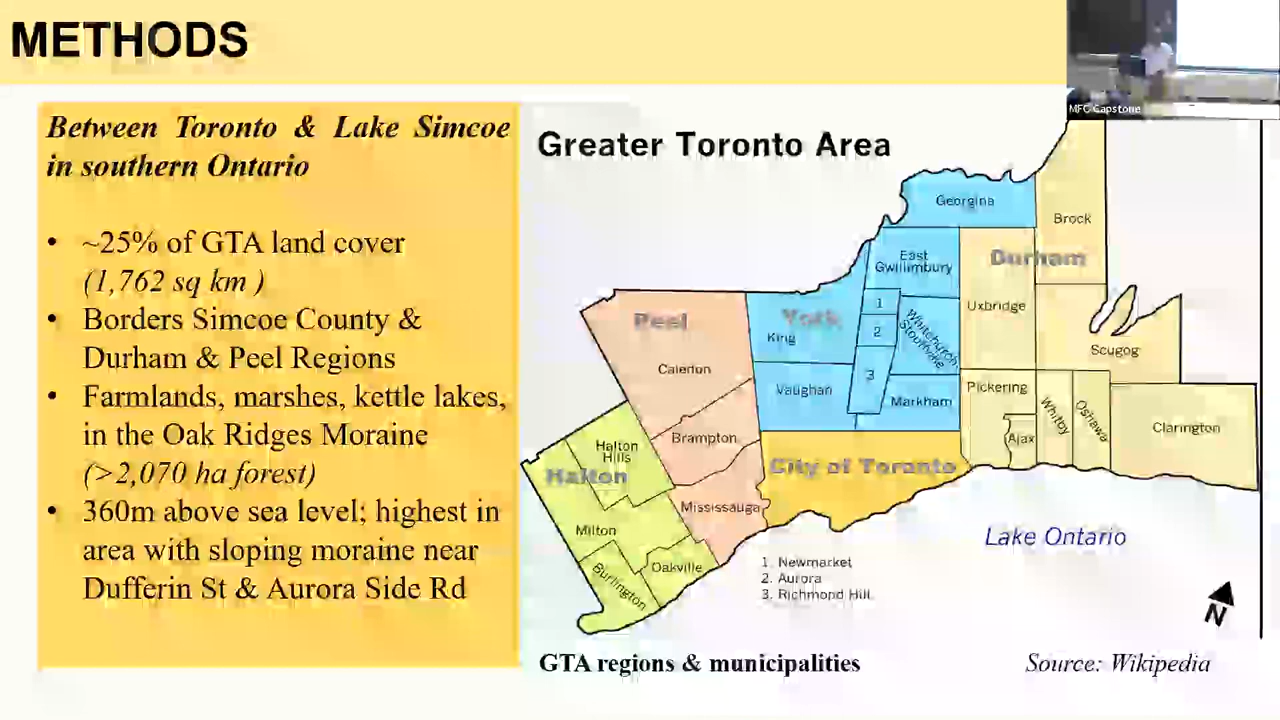 METHODS
MFC Capstone
Between Toronto & Lake Simcoe
in southern Ontario
• ~25% of GTA land cover
(1,762 sq km )
• Borders Simcoe County &
Durham & Peel Regions
• Farmlands, marshes, kettle lakes,
in the Oak Ridges Moraine
(>2,070 ha forest)
• 360m above sea level; highest in
area with sloping moraine near
Dufferin St & Aurora Side Rd
Greater Toronto Area
Georgina
Brock
East
Gwillimbury
Durham
Uxbridge
Peel
York
King
1
2
3
Whitchurch
Stouffville
Scugog
Caledon
Vaughan
Markham
Pickering
Ajax
Whitby
Oshawa
Clarington
Brampton
Halton
Hills
Halton
City of Toronto
Mississauga
Milton
Oakville
Burlington
Lake Ontario
1. Newmarket
2. Aurora
3. Richmond Hill
N
GTA regions & municipalities
Source: Wikipedia